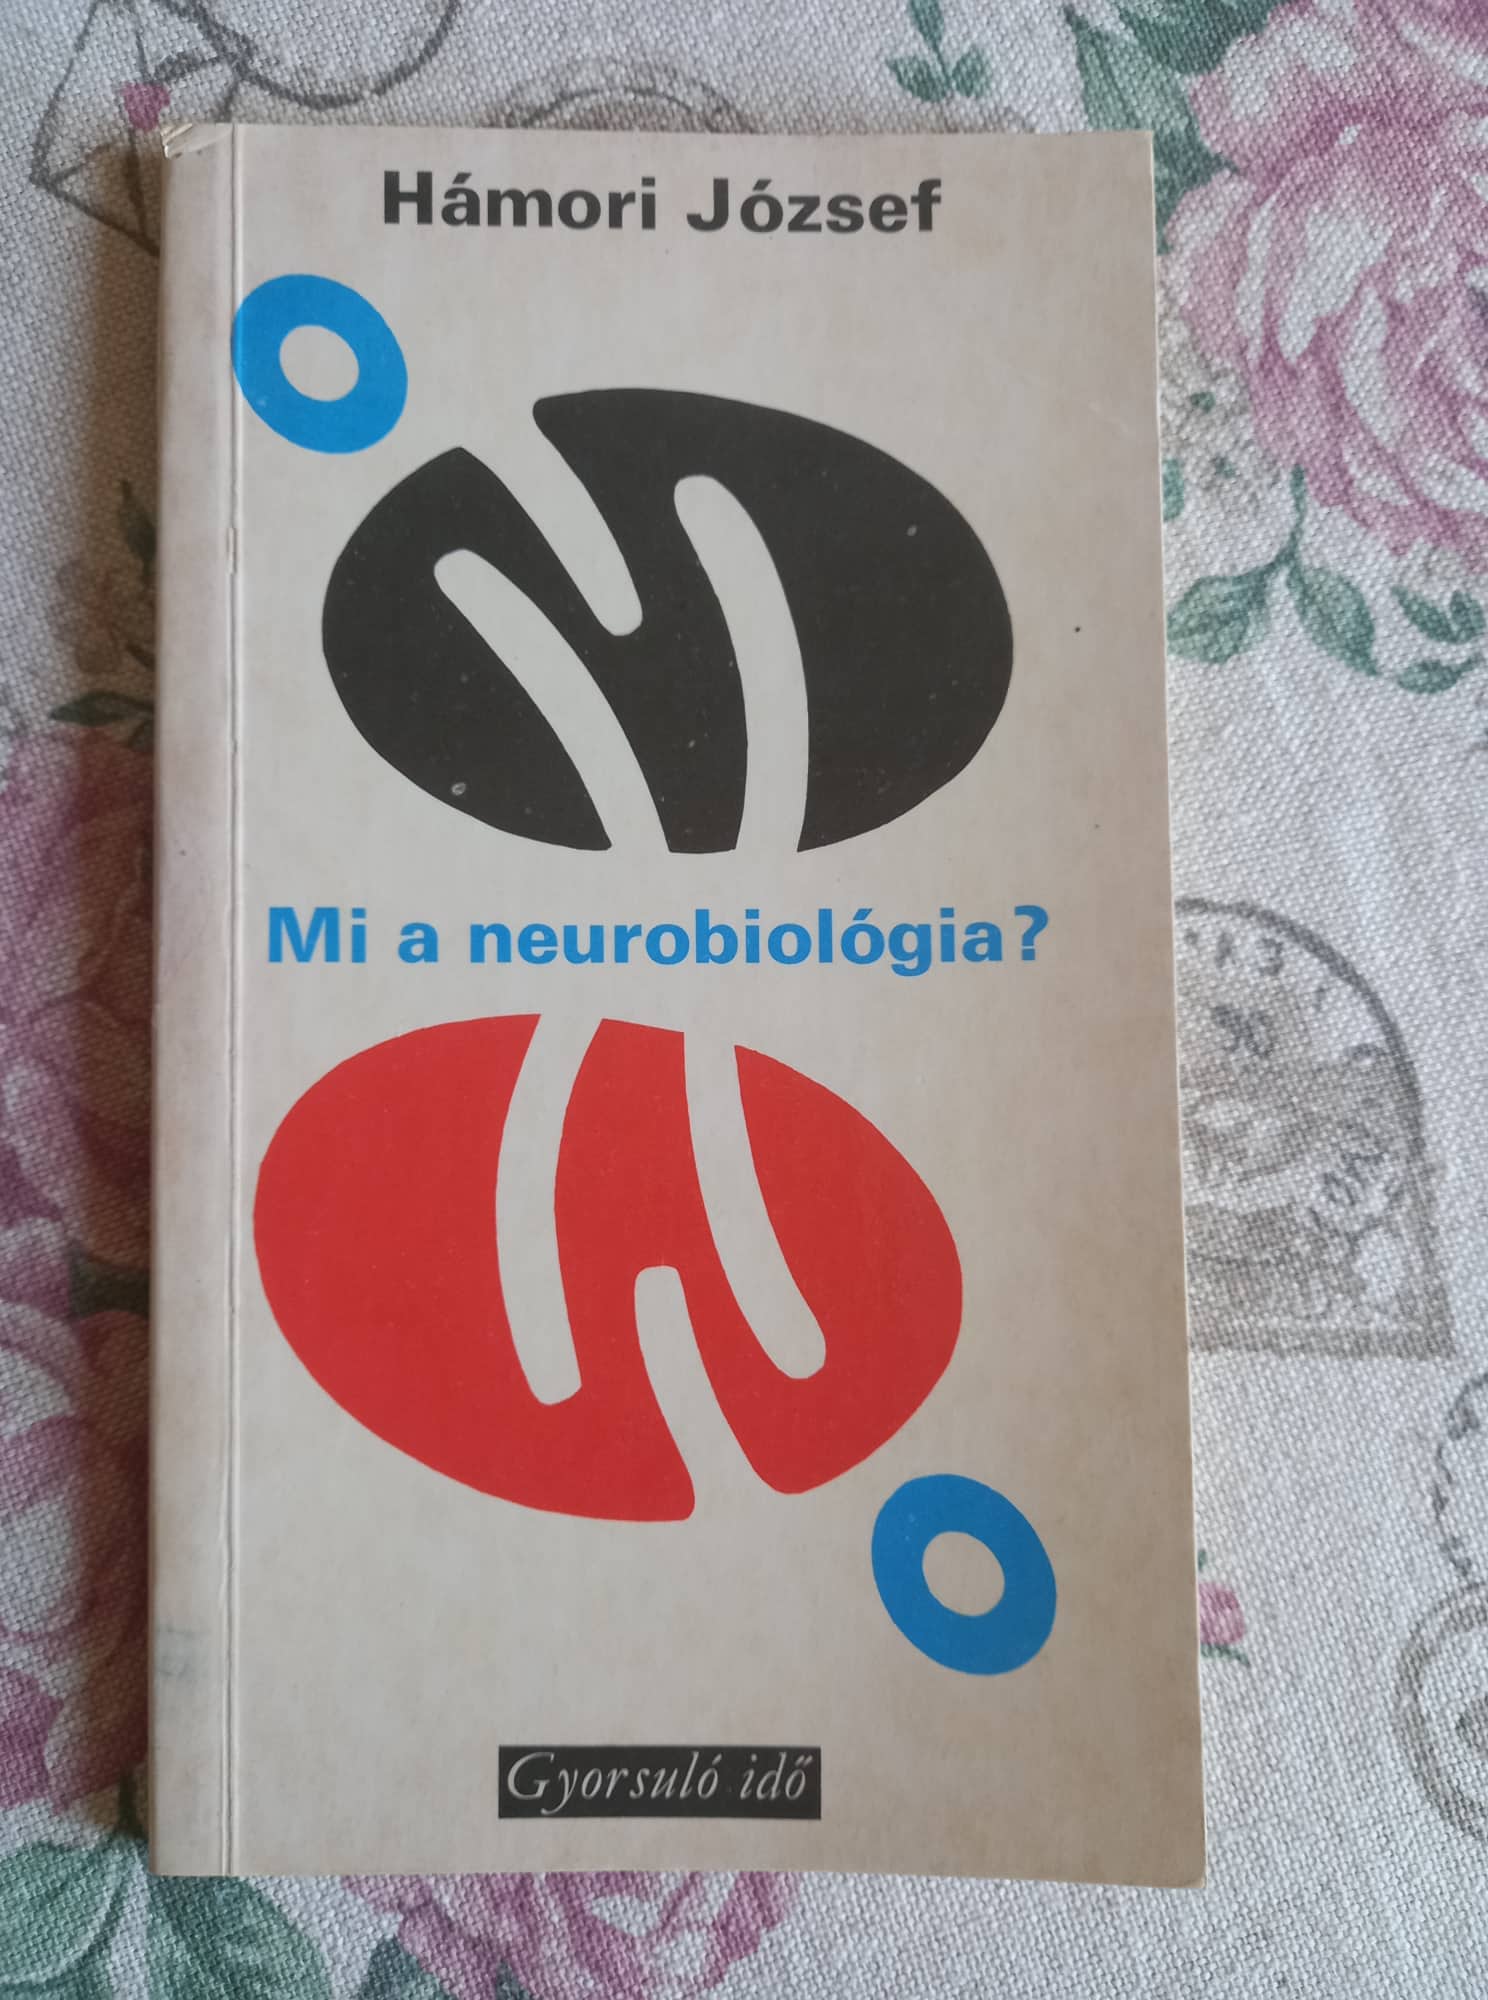 Hámori József
Mi a neurobiológia?
Gyorsuló idő